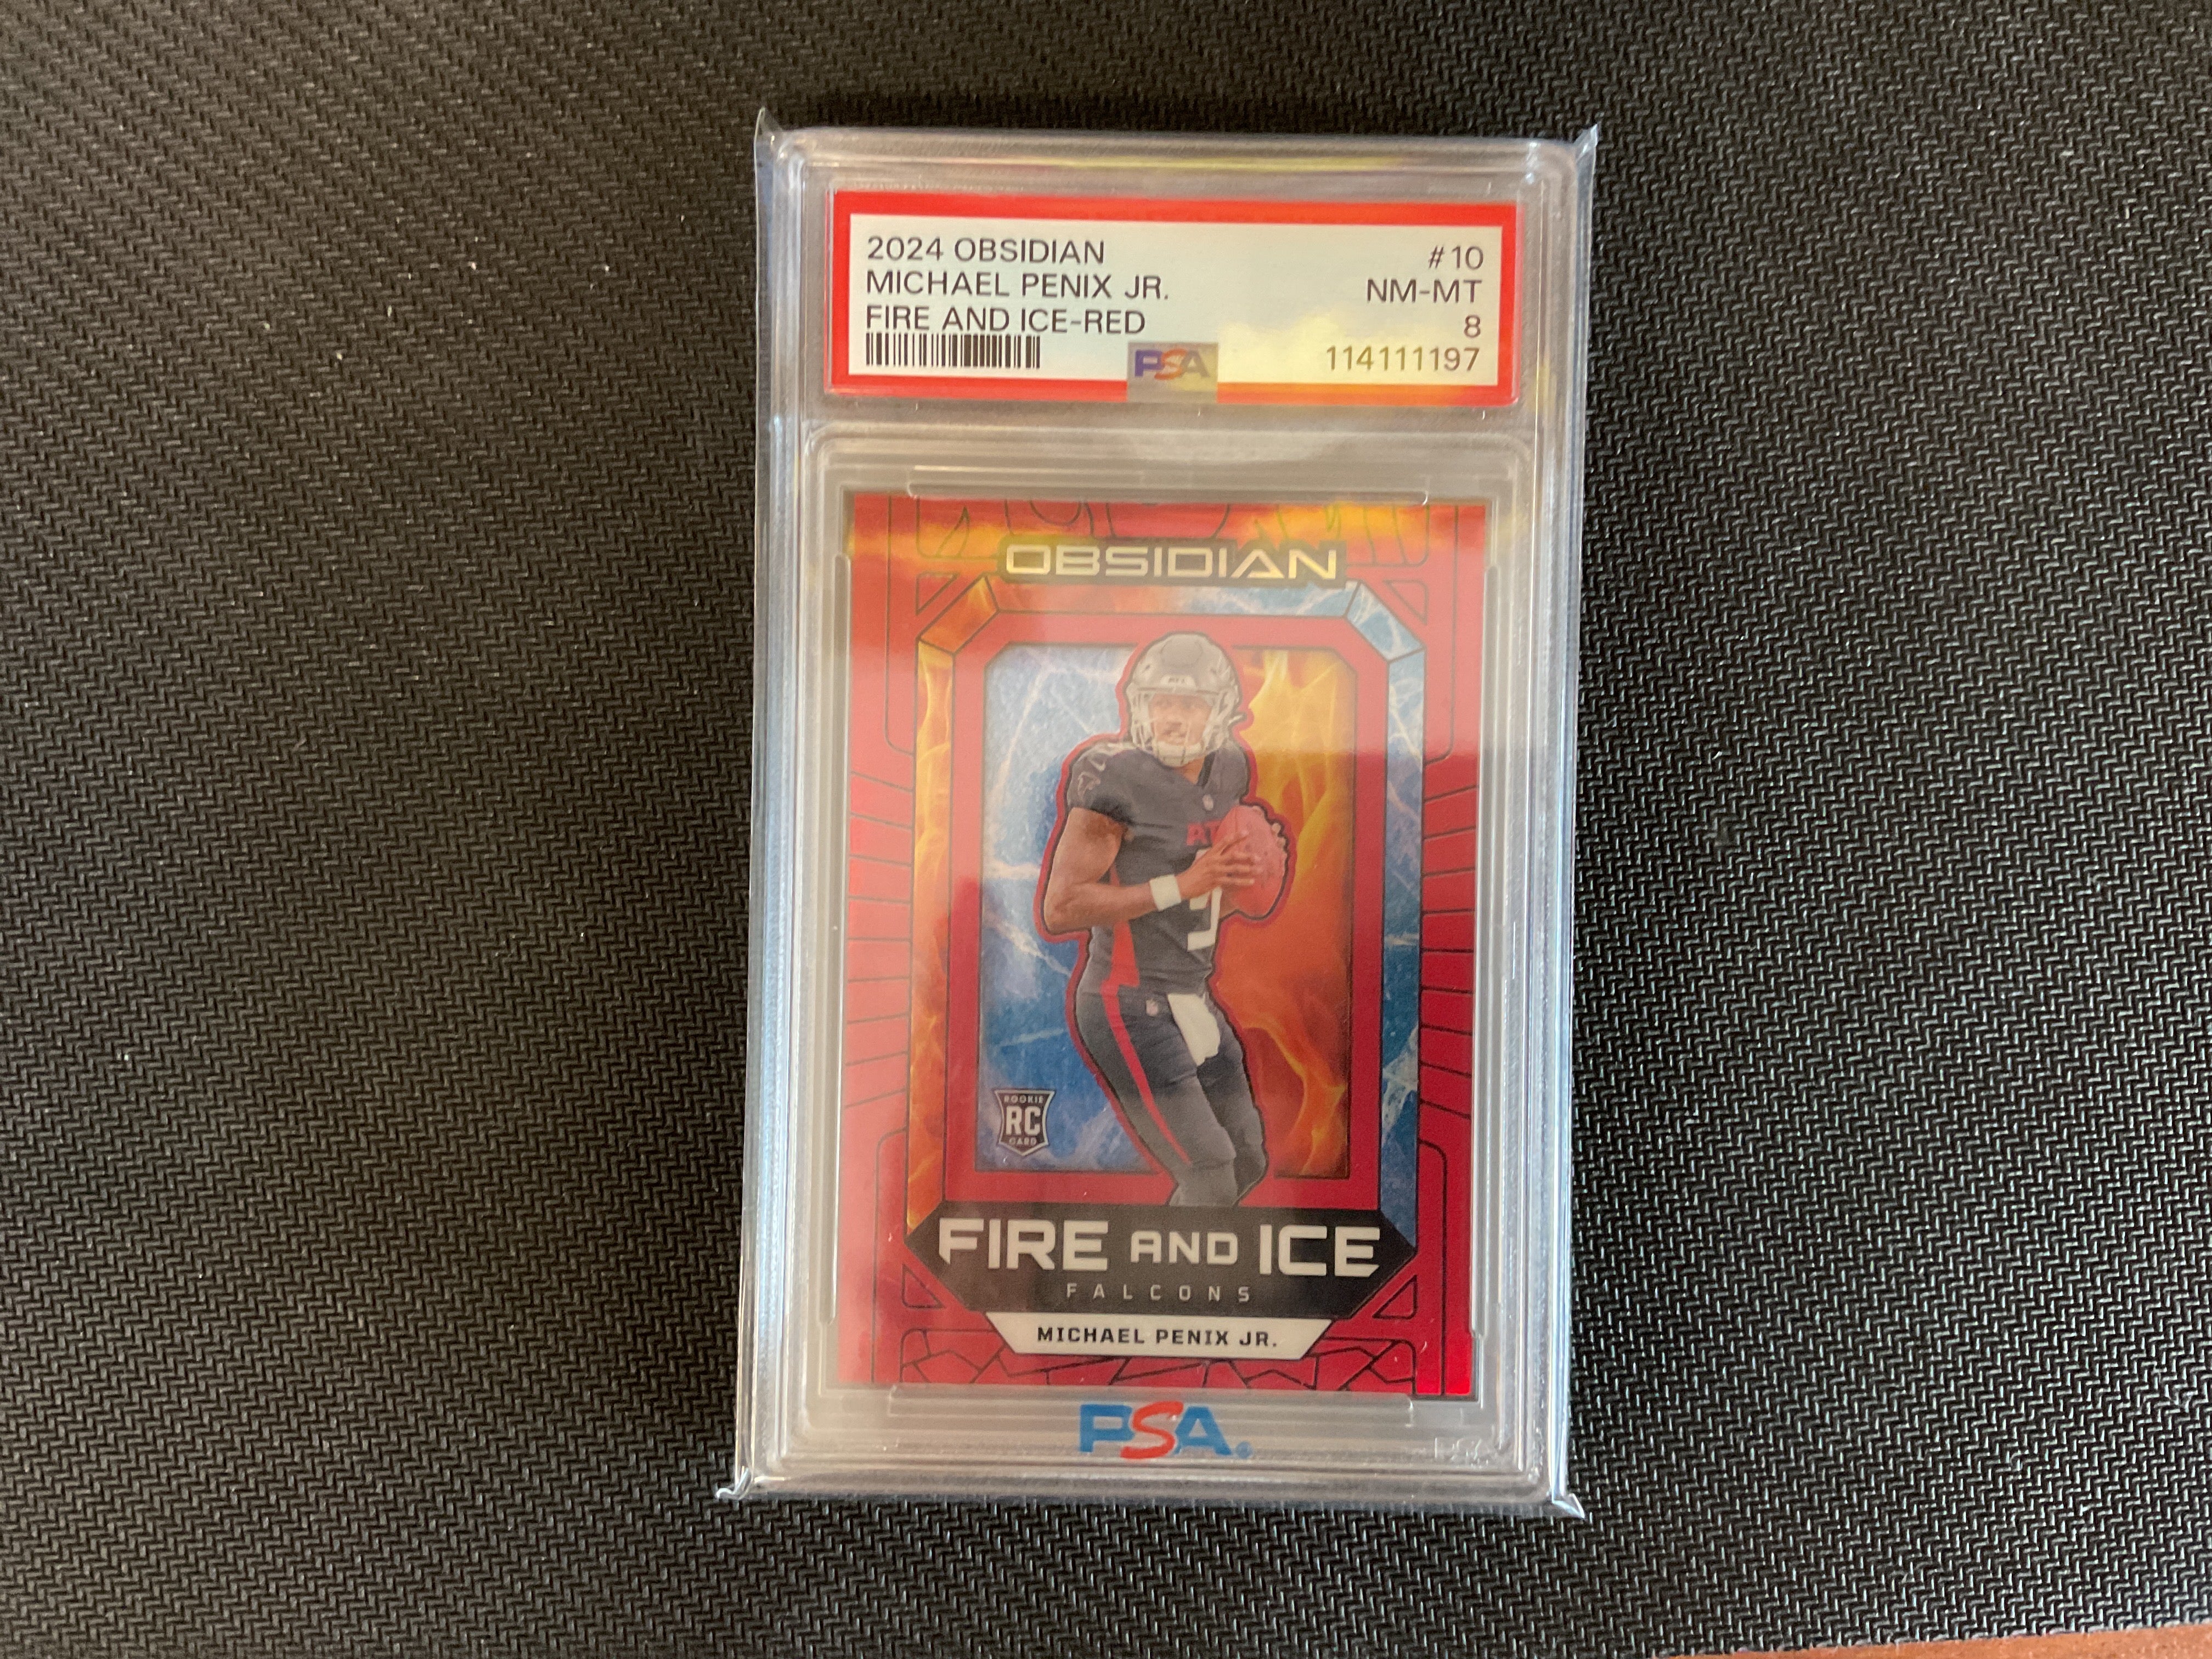 2024 OBSIDIAN #10
MICHAEL PENIX JR. NM-MT
FIRE AND ICE-RED 8
PSA 114111197
OBSIDIAN
ATL
ROOKIE
RC
CARD
FIRE AND ICE
FALCONS
MICHAEL PENIX JR.
PSA